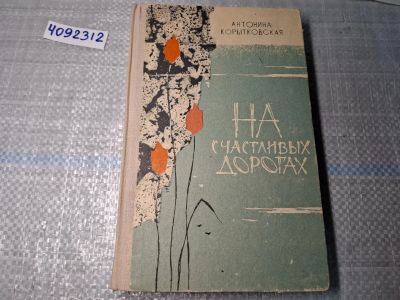 4092312
АНТОНИНА
КОРЫТКОВСКАЯ
НА
СЧАСТЛИВЫХ
ДОРОГАХ